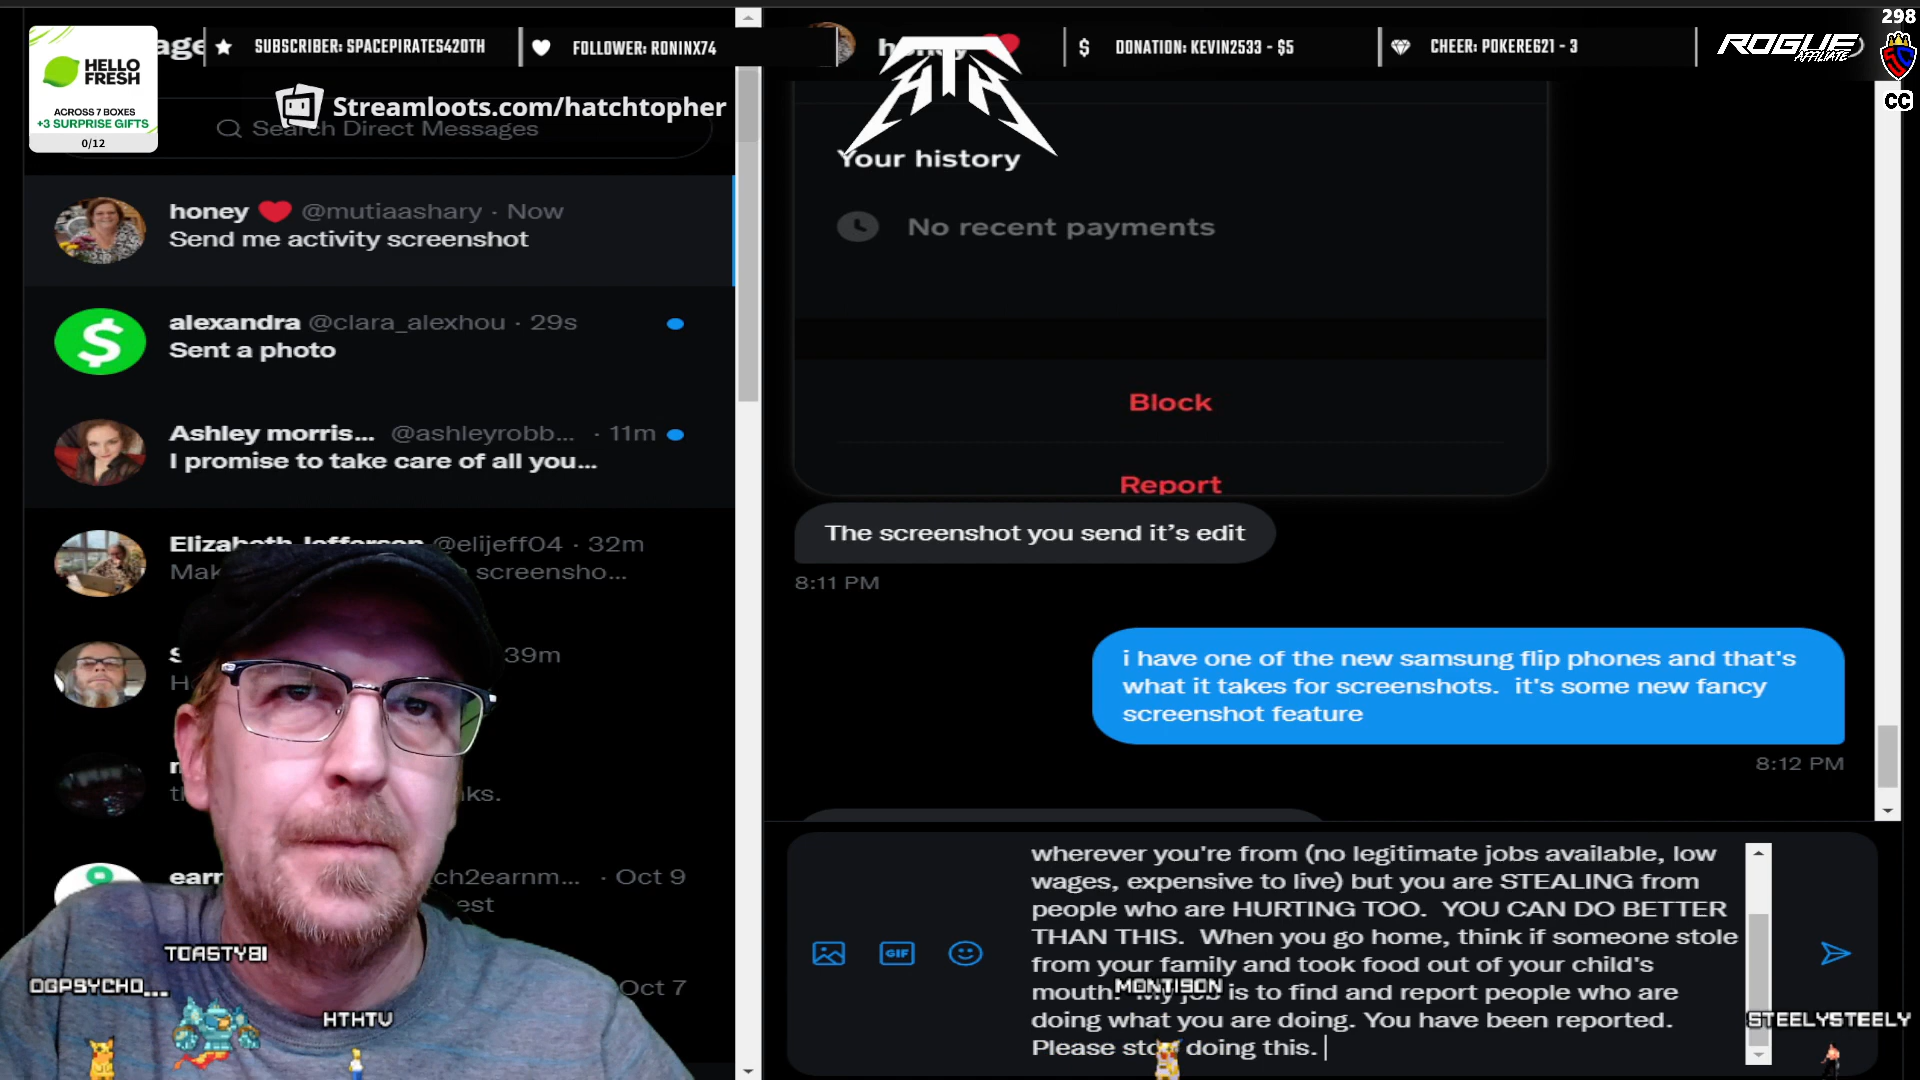 298
SUBSCRIBER: SPACEPIRATES420TH
FOLLOWER: RONINX74
DONATION: KEVIN2533 - $5
CHEER: POKERE621 - 3
ROGUE
AFFILIATE
CC
HELLO
FRESH
ACROSS 7 BOXES
+3 SURPRISE GIFTS
0/12
Streamloots.com/hatchtopher
Search Direct Messages
honey ❤️ @mutiaashary · Now
Send me activity screenshot
alexandra @clara_alexhou · 29s
Sent a photo
Ashley morris... @ashleyrobb... · 11m
I promise to take care of all you...
Elizabeth Jefferson @elijeff04 · 32m
screensho...
39m
Oct 9
Oct 7
TOASTY81
OGPSYCHO...
HTHTV
Your history
No recent payments
Block
Report
The screenshot you send it's edit
8:11 PM
i have one of the new samsung flip phones and that's
what it takes for screenshots. it's some new fancy
screenshot feature
8:12 PM
wherever you're from (no legitimate jobs available, low
wages, expensive to live) but you are STEALING from
people who are HURTING TOO. YOU CAN DO BETTER
THAN THIS. When you go home, think if someone stole
from your family and took food out of your child's
mouth. My job is to find and report people who are
doing what you are doing. You have been reported.
Please stop doing this.
GIF
MONTISON
STEELYSTEELY